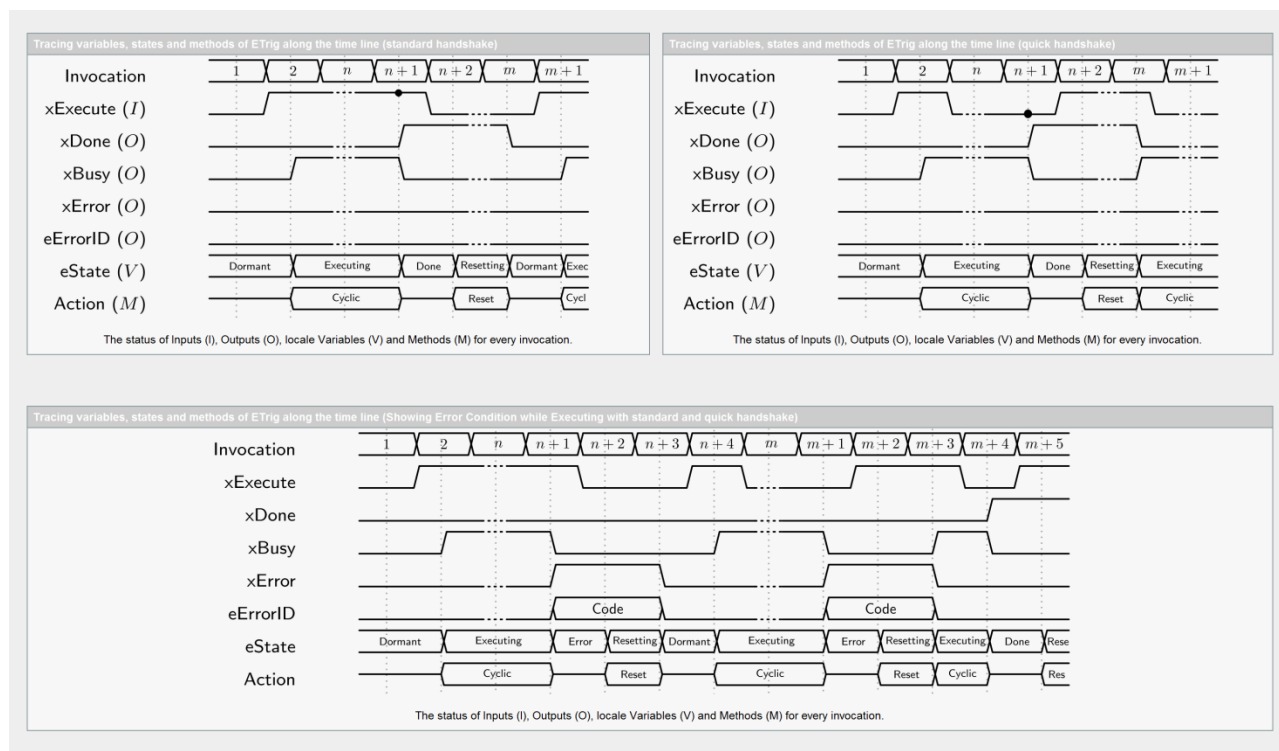 Tracing variables, states and methods of ETrig along the time line (standard handshake)
Invocation 1 2 n n + 1 n + 2 m m + 1
xExecute (I)
xDone (O)
xBusy (O)
xError (O)
eErrorID (O)
eState (V) Dormant Executing Done Resetting Dormant Exec
Action (M) Cyclic Reset Cycl
The status of Inputs (I), Outputs (O), locale Variables (V) and Methods (M) for every invocation.
Tracing variables, states and methods of ETrig along the time line (quick handshake)
Invocation 1 2 n n + 1 n + 2 m m + 1
xExecute (I)
xDone (O)
xBusy (O)
xError (O)
eErrorID (O)
eState (V) Dormant Executing Done Resetting Executing
Action (M) Cyclic Reset Cyclic
The status of Inputs (I), Outputs (O), locale Variables (V) and Methods (M) for every invocation.
Tracing variables, states and methods of ETrig along the time line (Showing Error Condition while Executing with standard and quick handshake)
Invocation 1 2 n n + 1 n + 2 n + 3 n + 4 m m + 1 m + 2 m + 3 m + 4 m + 5
xExecute
xDone
xBusy
xError
eErrorID Code Code
eState Dormant Executing Error Resetting Dormant Executing Error Resetting Executing Done Rese
Action Cyclic Reset Cyclic Reset Cyclic Res
The status of Inputs (I), Outputs (O), locale Variables (V) and Methods (M) for every invocation.